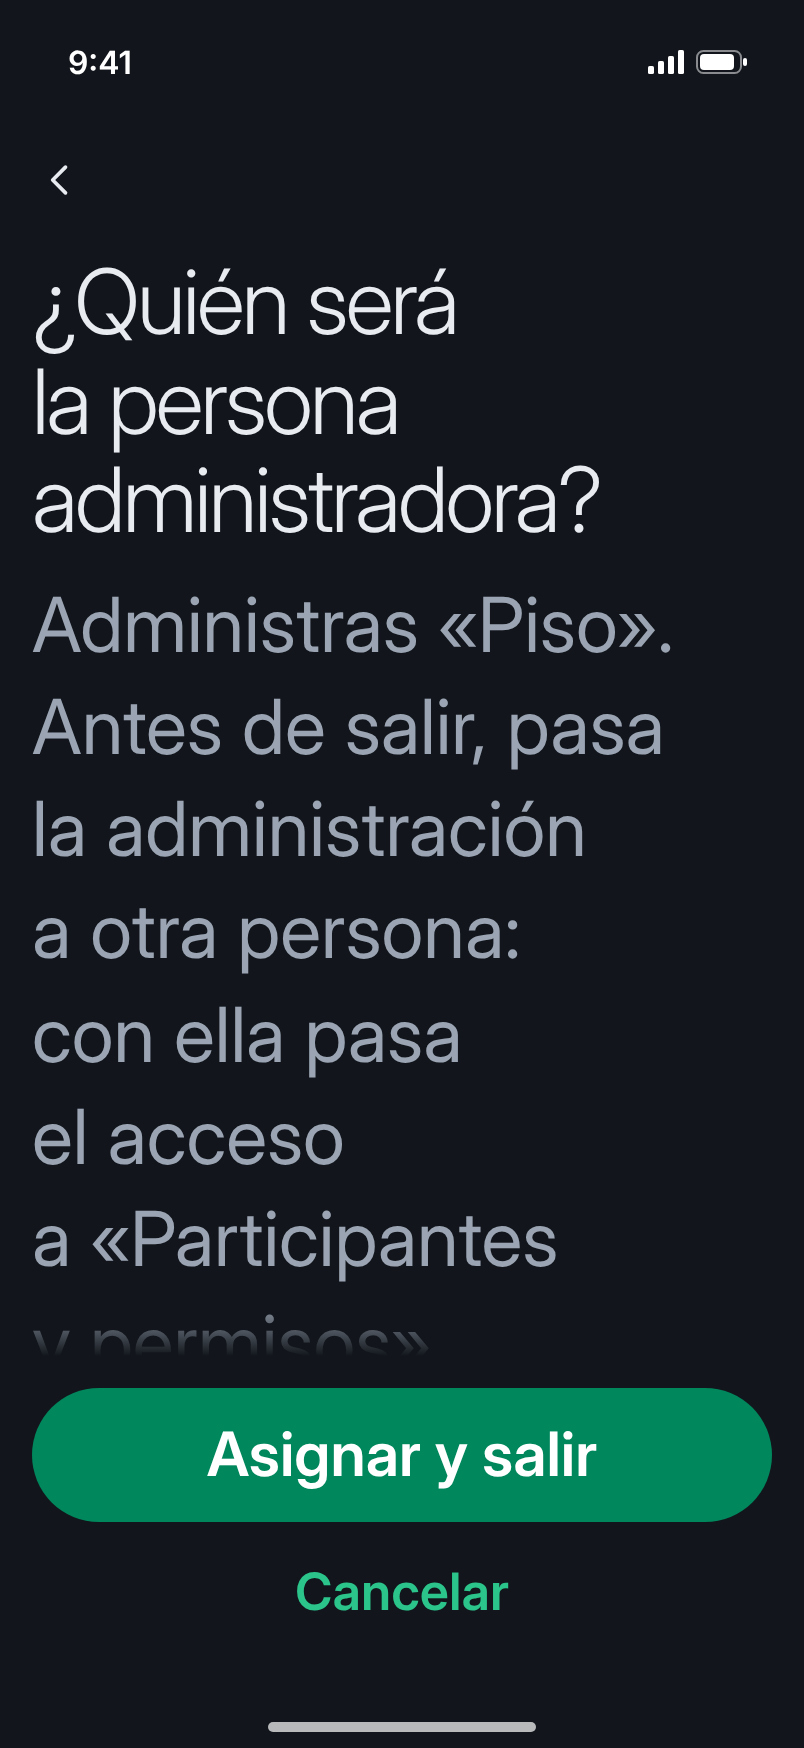 9:41
¿Quién será
la persona
administradora?
Administras «Piso».
Antes de salir, pasa
la administración
a otra persona:
con ella pasa
el acceso
a «Participantes
y permisos»
Asignar y salir
Cancelar